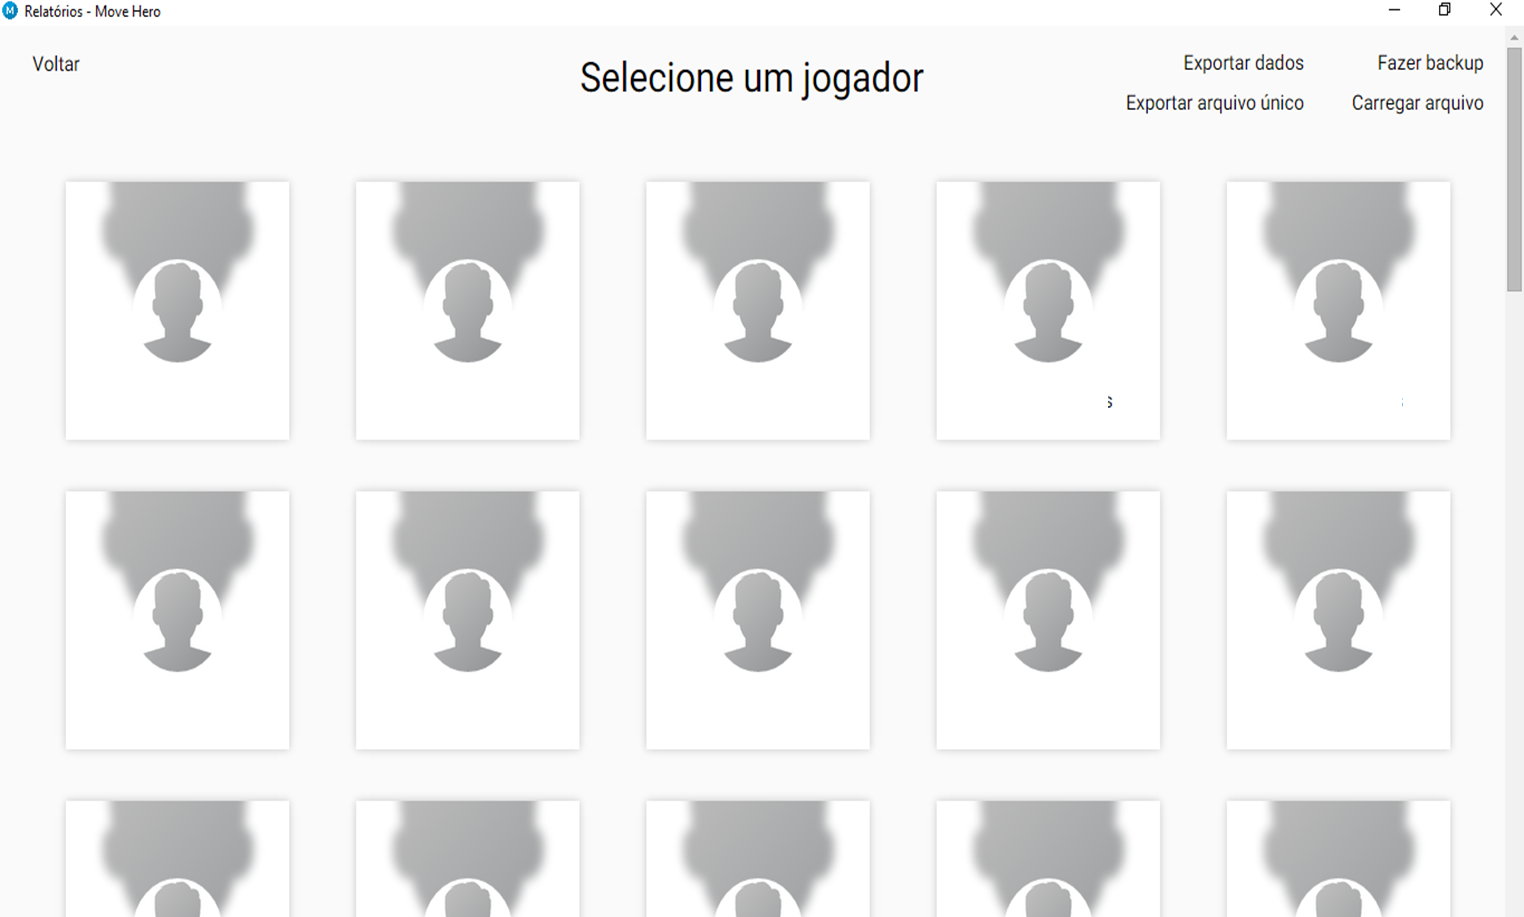 Relatórios - Move Hero
Voltar
Selecione um jogador
Exportar dados
Fazer backup
Exportar arquivo único
Carregar arquivo
s